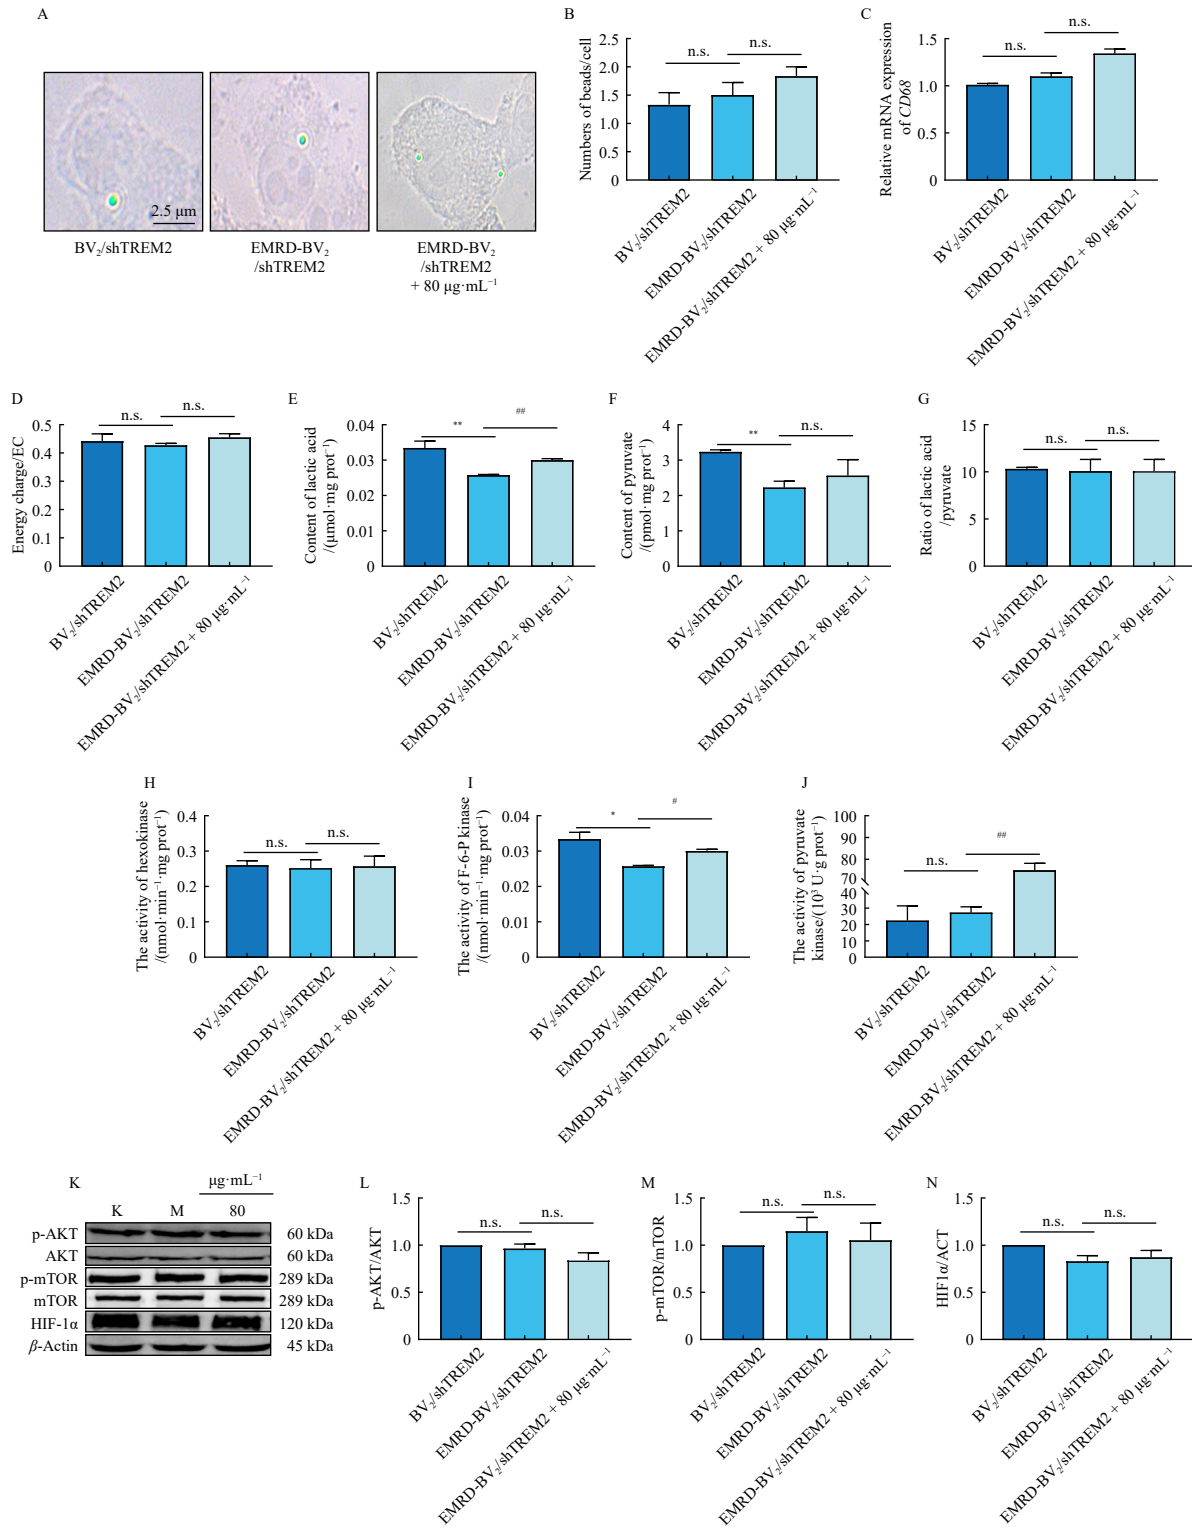 A
2.5 μm
BV₂/shTREM2
EMRD-BV₂
/shTREM2
EMRD-BV₂
/shTREM2
+ 80 μg·mL⁻¹
B
Numbers of beads/cell
2.5
2.0
1.5
1.0
0.5
0
n.s.
n.s.
BV₂/shTREM2
EMRD-BV₂/shTREM2
EMRD-BV₂/shTREM2 + 80 μg·mL⁻¹
C
Relative mRNA expression
of CD68
1.5
1.0
0
n.s.
n.s.
BV₂/shTREM2
EMRD-BV₂/shTREM2
EMRD-BV₂/shTREM2 + 80 μg·mL⁻¹
D
Energy charge/EC
0.5
0.4
0.3
0.2
0.1
0
n.s.
n.s.
BV₂/shTREM2
EMRD-BV₂/shTREM2
EMRD-BV₂/shTREM2 + 80 μg·mL⁻¹
E
Content of lactic acid
/(μmol·mg prot⁻¹)
0.04
0.03
0.02
0.01
0
**
##
BV₂/shTREM2
EMRD-BV₂/shTREM2
EMRD-BV₂/shTREM2 + 80 μg·mL⁻¹
F
Content of pyruvate
/(pmol·mg prot⁻¹)
4
3
2
1
0
**
n.s.
BV₂/shTREM2
EMRD-BV₂/shTREM2
EMRD-BV₂/shTREM2 + 80 μg·mL⁻¹
G
Ratio of lactic acid
/pyruvate
15
10
5
0
n.s.
n.s.
BV₂/shTREM2
EMRD-BV₂/shTREM2
EMRD-BV₂/shTREM2 + 80 μg·mL⁻¹
H
The activity of hexokinase
/(nmol·min⁻¹·mg prot⁻¹)
0.4
0.3
0.2
0.1
0
n.s.
n.s.
BV₂/shTREM2
EMRD-BV₂/shTREM2
EMRD-BV₂/shTREM2 + 80 μg·mL⁻¹
I
The activity of F-6-P kinase
/(nmol·min⁻¹·mg prot⁻¹)
0.04
0.03
0.02
0.01
0
*
#
BV₂/shTREM2
EMRD-BV₂/shTREM2
EMRD-BV₂/shTREM2 + 80 μg·mL⁻¹
J
The activity of pyruvate
kinase/(10³ U·g prot⁻¹)
100
90
80
70
40
30
20
10
0
n.s.
##
BV₂/shTREM2
EMRD-BV₂/shTREM2
EMRD-BV₂/shTREM2 + 80 μg·mL⁻¹
K
μg·mL⁻¹
K M 80
p-AKT 60 kDa
AKT 60 kDa
p-mTOR 289 kDa
mTOR 289 kDa
HIF-1α 120 kDa
β-Actin 45 kDa
L
p-AKT/AKT
1.5
1.0
0.5
0
n.s.
n.s.
BV₂/shTREM2
EMRD-BV₂/shTREM2
EMRD-BV₂/shTREM2 + 80 μg·mL⁻¹
M
p-mTOR/mTOR
1.5
1.0
0.5
0
n.s.
n.s.
BV₂/shTREM2
EMRD-BV₂/shTREM2
EMRD-BV₂/shTREM2 + 80 μg·mL⁻¹
N
HIF1α/ACT
1.5
1.0
0.5
0
n.s.
n.s.
BV₂/shTREM2
EMRD-BV₂/shTREM2
EMRD-BV₂/shTREM2 + 80 μg·mL⁻¹